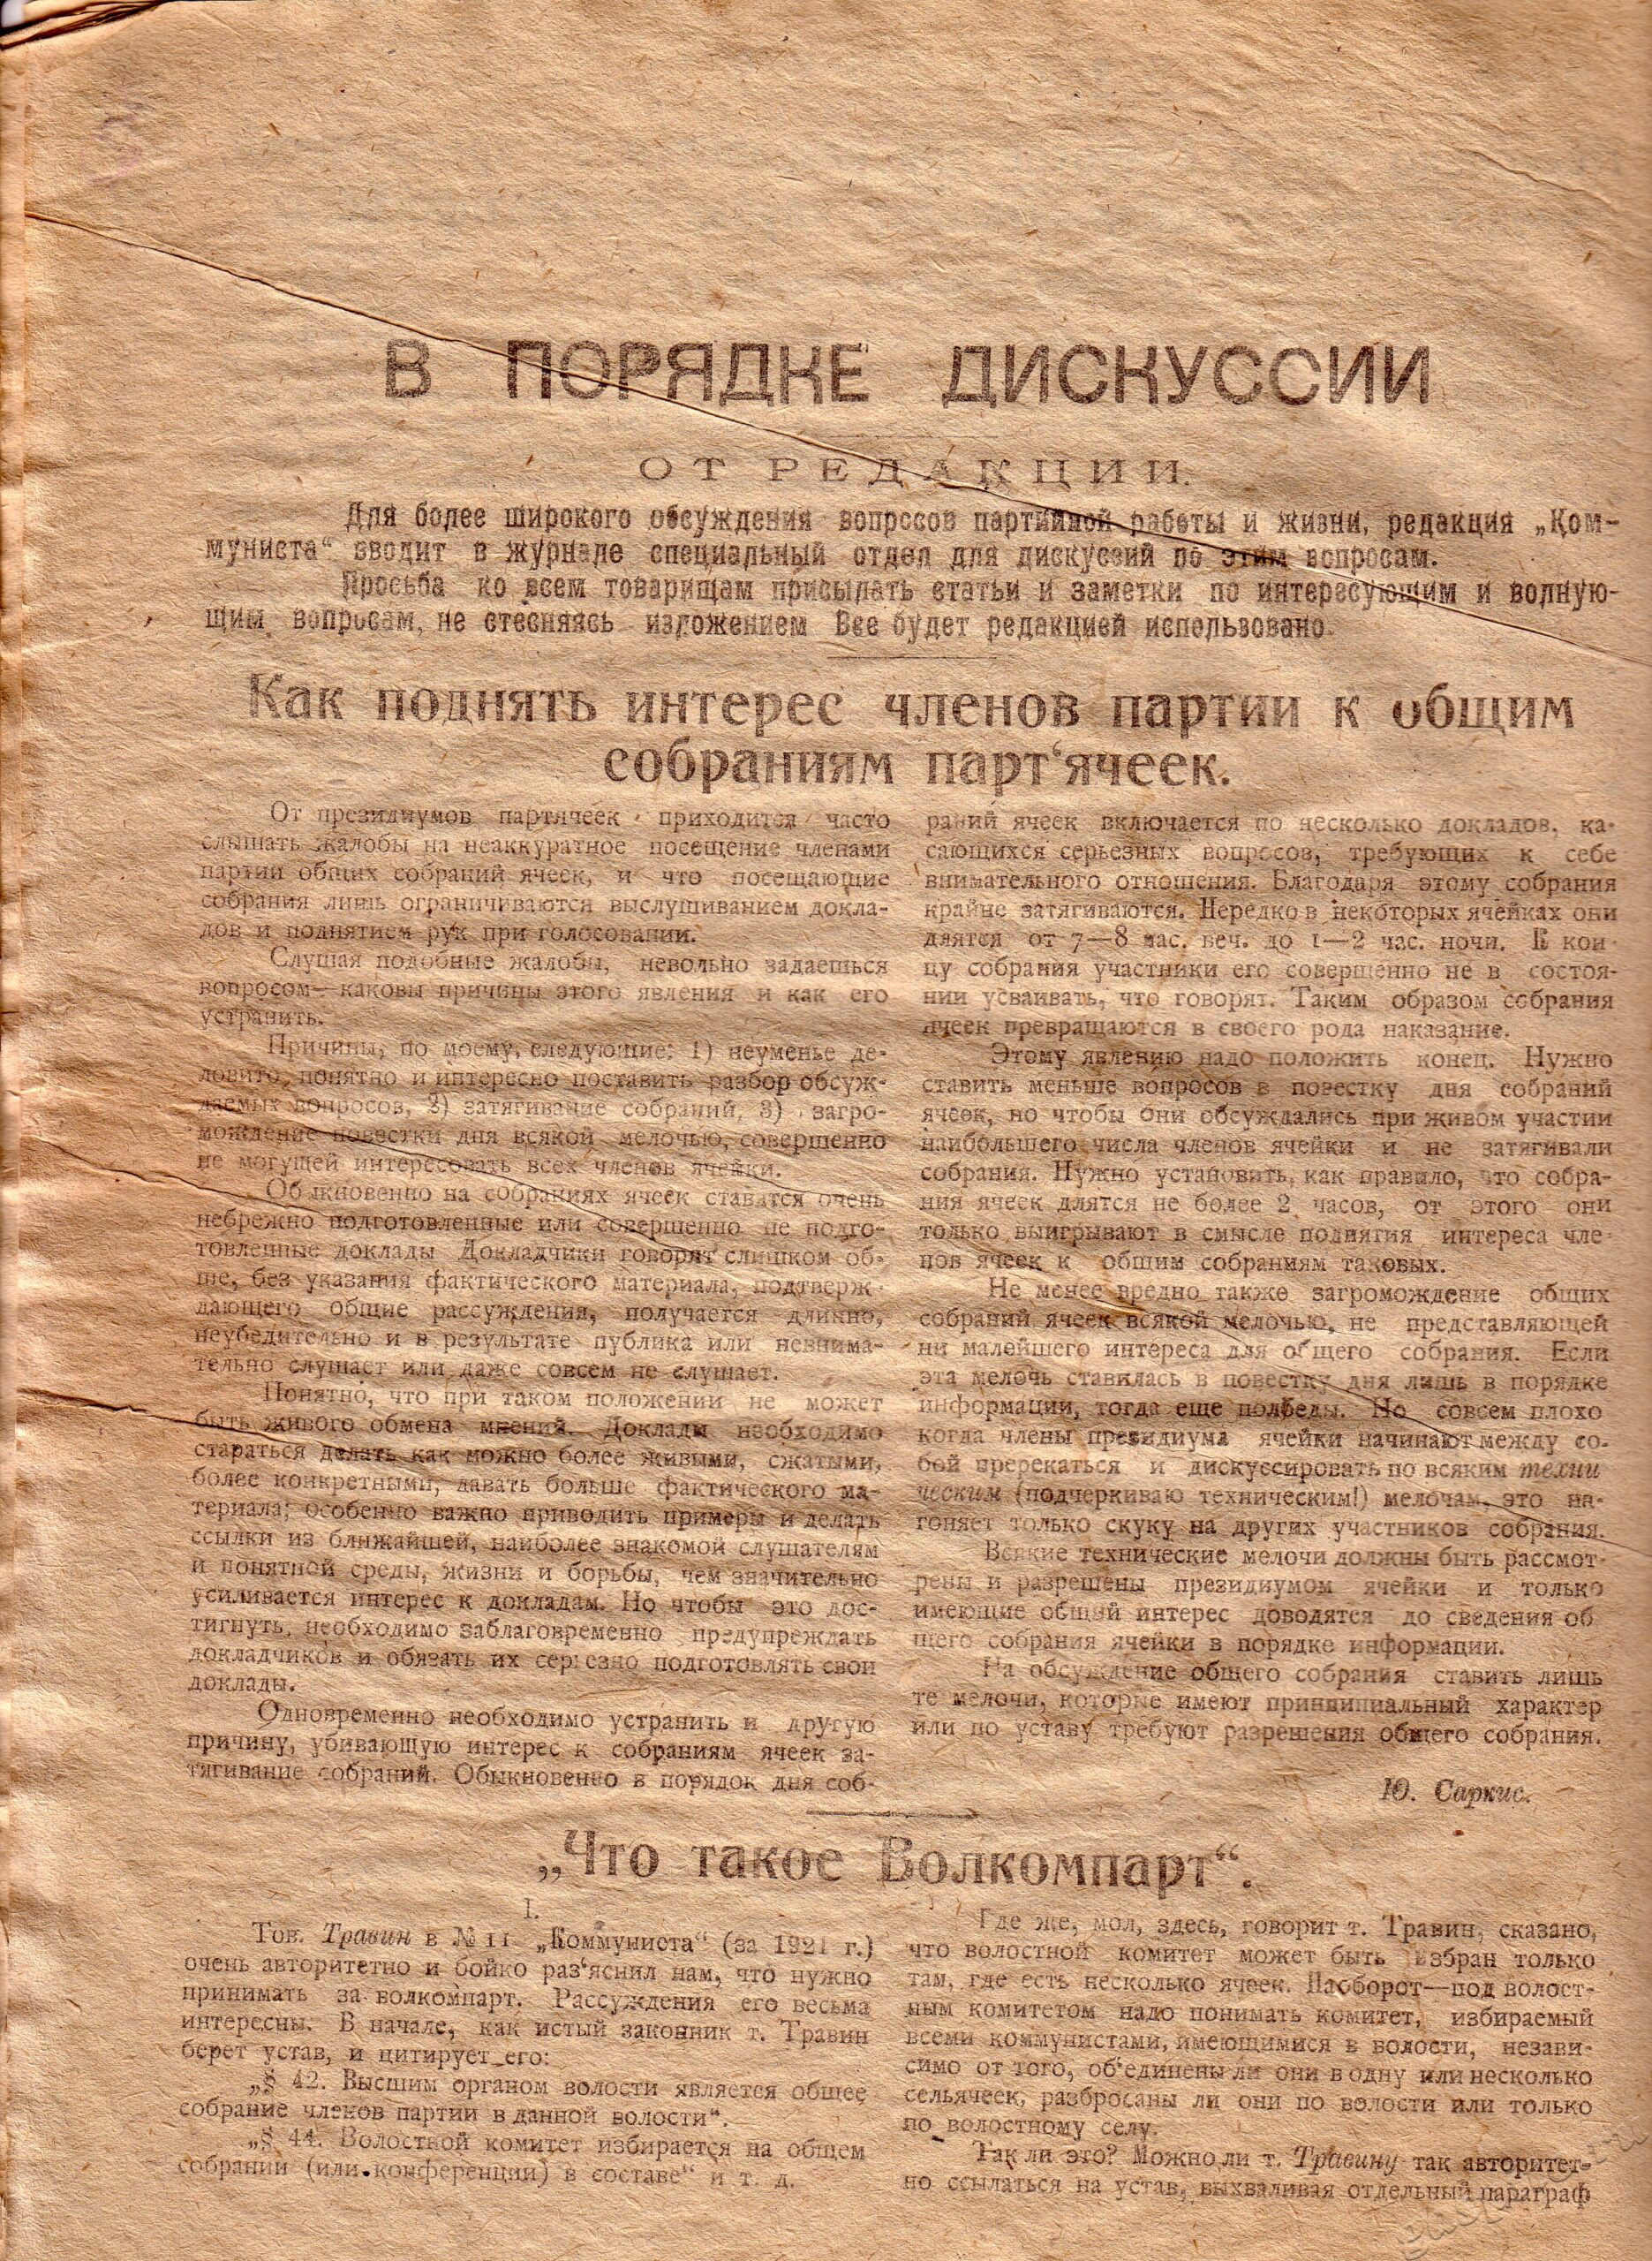 В ПОРЯДКЕ ДИСКУССИИ
ОТ РЕДАКЦИИ.
Для более широкого обсуждения вопросов партийной работы и жизни, редакция „Ком-
муниста“ вводит в журнале специальный отдел для дискуссий по этим вопросам.
Просьба ко всем товарищам присылать статьи и заметки по интересующим и волную-
щим вопросам, не стесняясь изложением Все будет редакцией использовано.
Как поднять интерес членов партии к общим
собраниям парт‘ячеек.
От президиумов партячеек приходится часто
слышать жалобы на неаккуратное посещение членами
партии общих собраний ячеек, и что посещающие
собрания лишь ограничиваются выслушиванием докла-
дов и поднятием рук при голосовании.
Слушая подобные жалобы, невольно задаешься
вопросом—каковы причины этого явления и как его
устранить.
Причины, по моему, следующие: 1) неуменье де-
ловито, понятно и интересно поставить разбор обсуж-
даемых вопросов, 2) затягивание собраний, 3) загро-
мождение повестки дня всякой мелочью, совершенно
не могущей интересовать всех членов ячейки.
Обыкновенно на собраниях ячеек ставятся очень
небрежно подготовленные или совершенно не подго-
товленные доклады Докладчики говорят слишком об-
ще, без указания фактического материала, подтверж-
дающего общие рассуждения, получается длинно,
неубедительно и в результате публика или невнима-
тельно слушает или даже совсем не слушает.
Понятно, что при таком положении не может
быть живого обмена мнений. Доклады необходимо
стараться делать как можно более живыми, сжатыми,
более конкретными, давать больше фактического ма-
териала; особенно важно приводить примеры и делать
ссылки из ближайшей, наиболее знакомой слушателям
и понятной среды, жизни и борьбы, чем значительно
усиливается интерес к докладам. Но чтобы это дос-
тигнуть, необходимо заблаговременно предупреждать
докладчиков и обязать их серьезно подготовлять свои
доклады.
Одновременно необходимо устранить и другую
причину, убивающую интерес к собраниям ячеек за-
тягивание собраний. Обыкновенно в порядок дня соб-
раний ячеек включается по несколько докладов, ка-
сающихся серьезных вопросов, требующих к себе
внимательного отношения. Благодаря этому собрания
крайне затягиваются. Нередко в некоторых ячейках они
длятся от 7—8 час. веч. до 1—2 час. ночи. К кон
цу собрания участники его совершенно не в состоя-
нии усваивать, что говорят. Таким образом собрания
ячеек превращаются в своего рода наказание.
Этому явлению надо положить конец. Нужно
ставить меньше вопросов в повестку дня собраний
ячеек, но чтобы они обсуждались при живом участии
наибольшего числа членов ячейки и не затягивали
собрания. Нужно установить, как правило, что собра-
ния ячеек длятся не более 2 часов, от этого они
только выигрывают в смысле поднятия интереса чле-
нов ячеек к общим собраниям таковых.
Не менее вредно также загромождение общих
собраний ячеек всякой мелочью, не представляющей
ни малейшего интереса для общего собрания. Если
эта мелочь ставилась в повестку дня лишь в порядке
информации, тогда еще полбеды. Но совсем плохо
когда члены президиума ячейки начинают между со-
бой пререкаться и дискуссировать по всяким техни
ческим (подчеркиваю техническим!) мелочам, это на-
гоняет только скуку на других участников собрания.
Всякие технические мелочи должны быть рассмот-
рены и разрешены президиумом ячейки и только
имеющие общий интерес доводятся до сведения об
щего собрания ячейки в порядке информации.
На обсуждение общего собрания ставить лишь
те мелочи, которые имеют принципиальный характер
или по уставу требуют разрешения общего собрания.
Ю. Саркис.
„Что такое Волкомпарт“.
I.
Тов. Травин в № 11 „Коммуниста“ (за 1921 г.)
очень авторитетно и бойко раз‘яснил нам, что нужно
принимать за волкомпарт. Рассуждения его весьма
интересны. В начале, как истый законник т. Травин
берет устав, и цитирует его:
„§ 42. Высшим органом волости является общее
собрание членов партии в данной волости“.
„§ 44. Волостной комитет избирается на общем
собрании (или конференции) в составе“ и т. д.
Где же, мол, здесь, говорит т. Травин, сказано,
что волостной комитет может быть избран только
там, где есть несколько ячеек. Наоборот—под волост-
ным комитетом надо понимать комитет, избираемый
всеми коммунистами, имеющимися в волости, незави-
симо от того, об‘единены ли они в одну или несколько
сельячеек, разбросаны ли они по волости или только
по волостному селу.
Так ли это? Можно ли т. Травину так авторитет-
но ссылаться на устав, выхваливая отдельный параграф